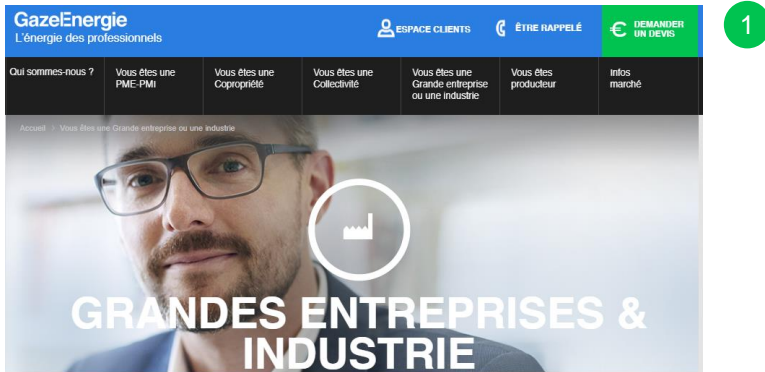 GazelEnergie
L'énergie des professionnels
ESPACE CLIENTS
ÊTRE RAPPELÉ
€ DEMANDER
UN DEVIS
1
Qui sommes-nous ?
Vous êtes une
PME-PMI
Vous êtes une
Copropriété
Vous êtes une
Collectivité
Vous êtes une
Grande entreprise
ou une industrie
Vous êtes
producteur
Infos
marché
Accueil > Vous êtes une Grande entreprise ou une industrie
GRANDES ENTREPRISES &
INDUSTRIE